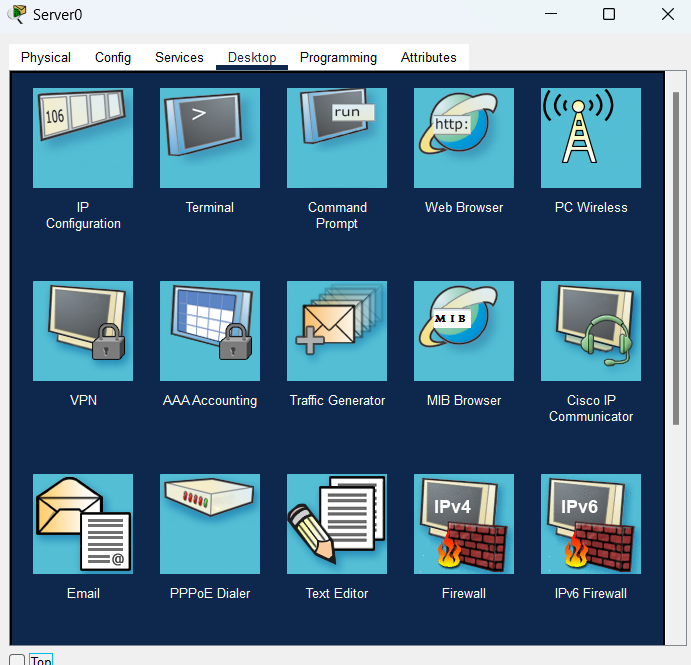 Server0
Physical Config Services Desktop Programming Attributes
106
>
run
http:
IP
Configuration
Terminal
Command
Prompt
Web Browser
PC Wireless
MIB
VPN
AAA Accounting
Traffic Generator
MIB Browser
Cisco IP
Communicator
@
IPv4
IPv6
Email
PPPoE Dialer
Text Editor
Firewall
IPv6 Firewall
Top